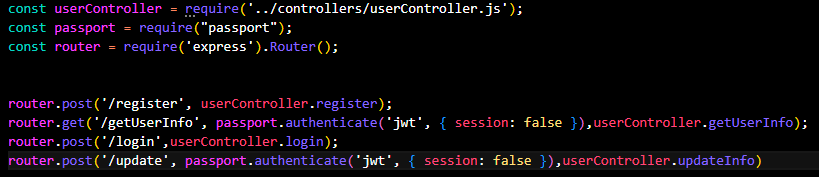 const userController = require('../controllers/userController.js');
const passport = require("passport");
const router = require('express').Router();
router.post('/register', userController.register);
router.get('/getUserInfo', passport.authenticate('jwt', { session: false }),userController.getUserInfo);
router.post('/login',userController.login);
router.post('/update', passport.authenticate('jwt', { session: false }),userController.updateInfo)